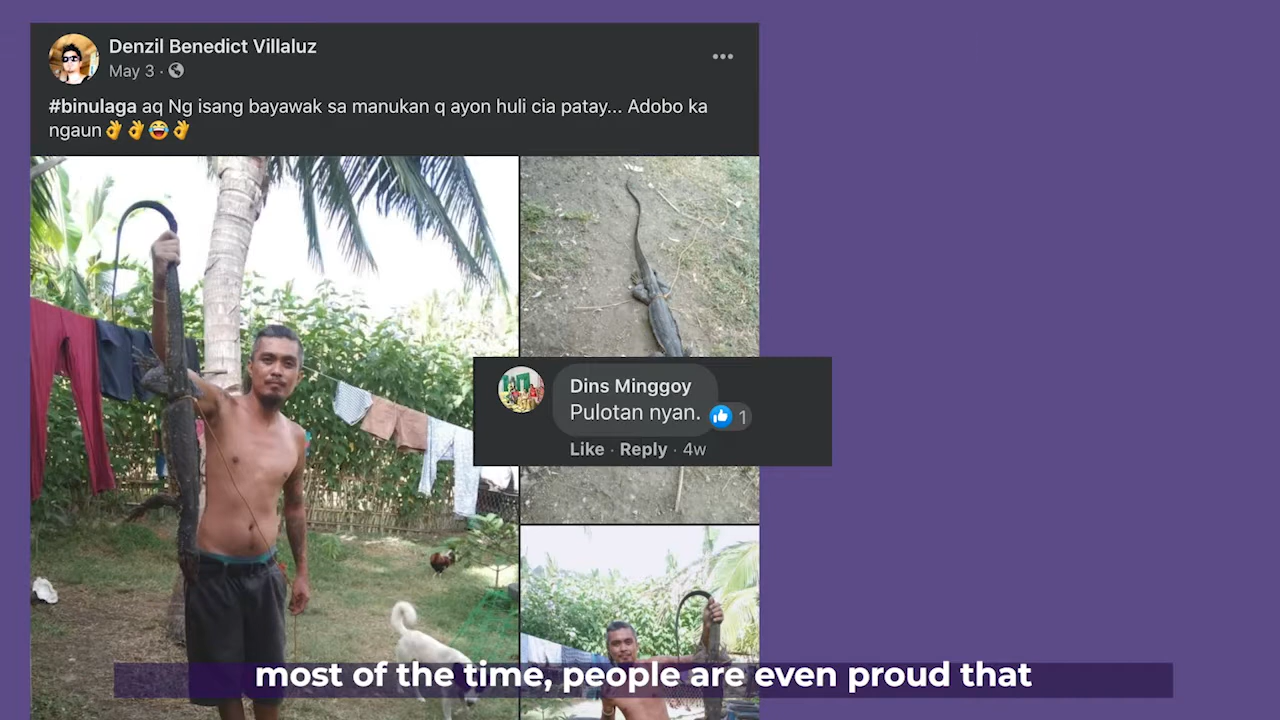 Denzil Benedict Villaluz
May 3 ·
#binulaga aq Ng isang bayawak sa manukan q ayon huli cia patay... Adobo ka
ngaun👌👌😂👌
Dins Minggoy
Pulotan nyan.
1
Like · Reply · 4w
most of the time, people are even proud that